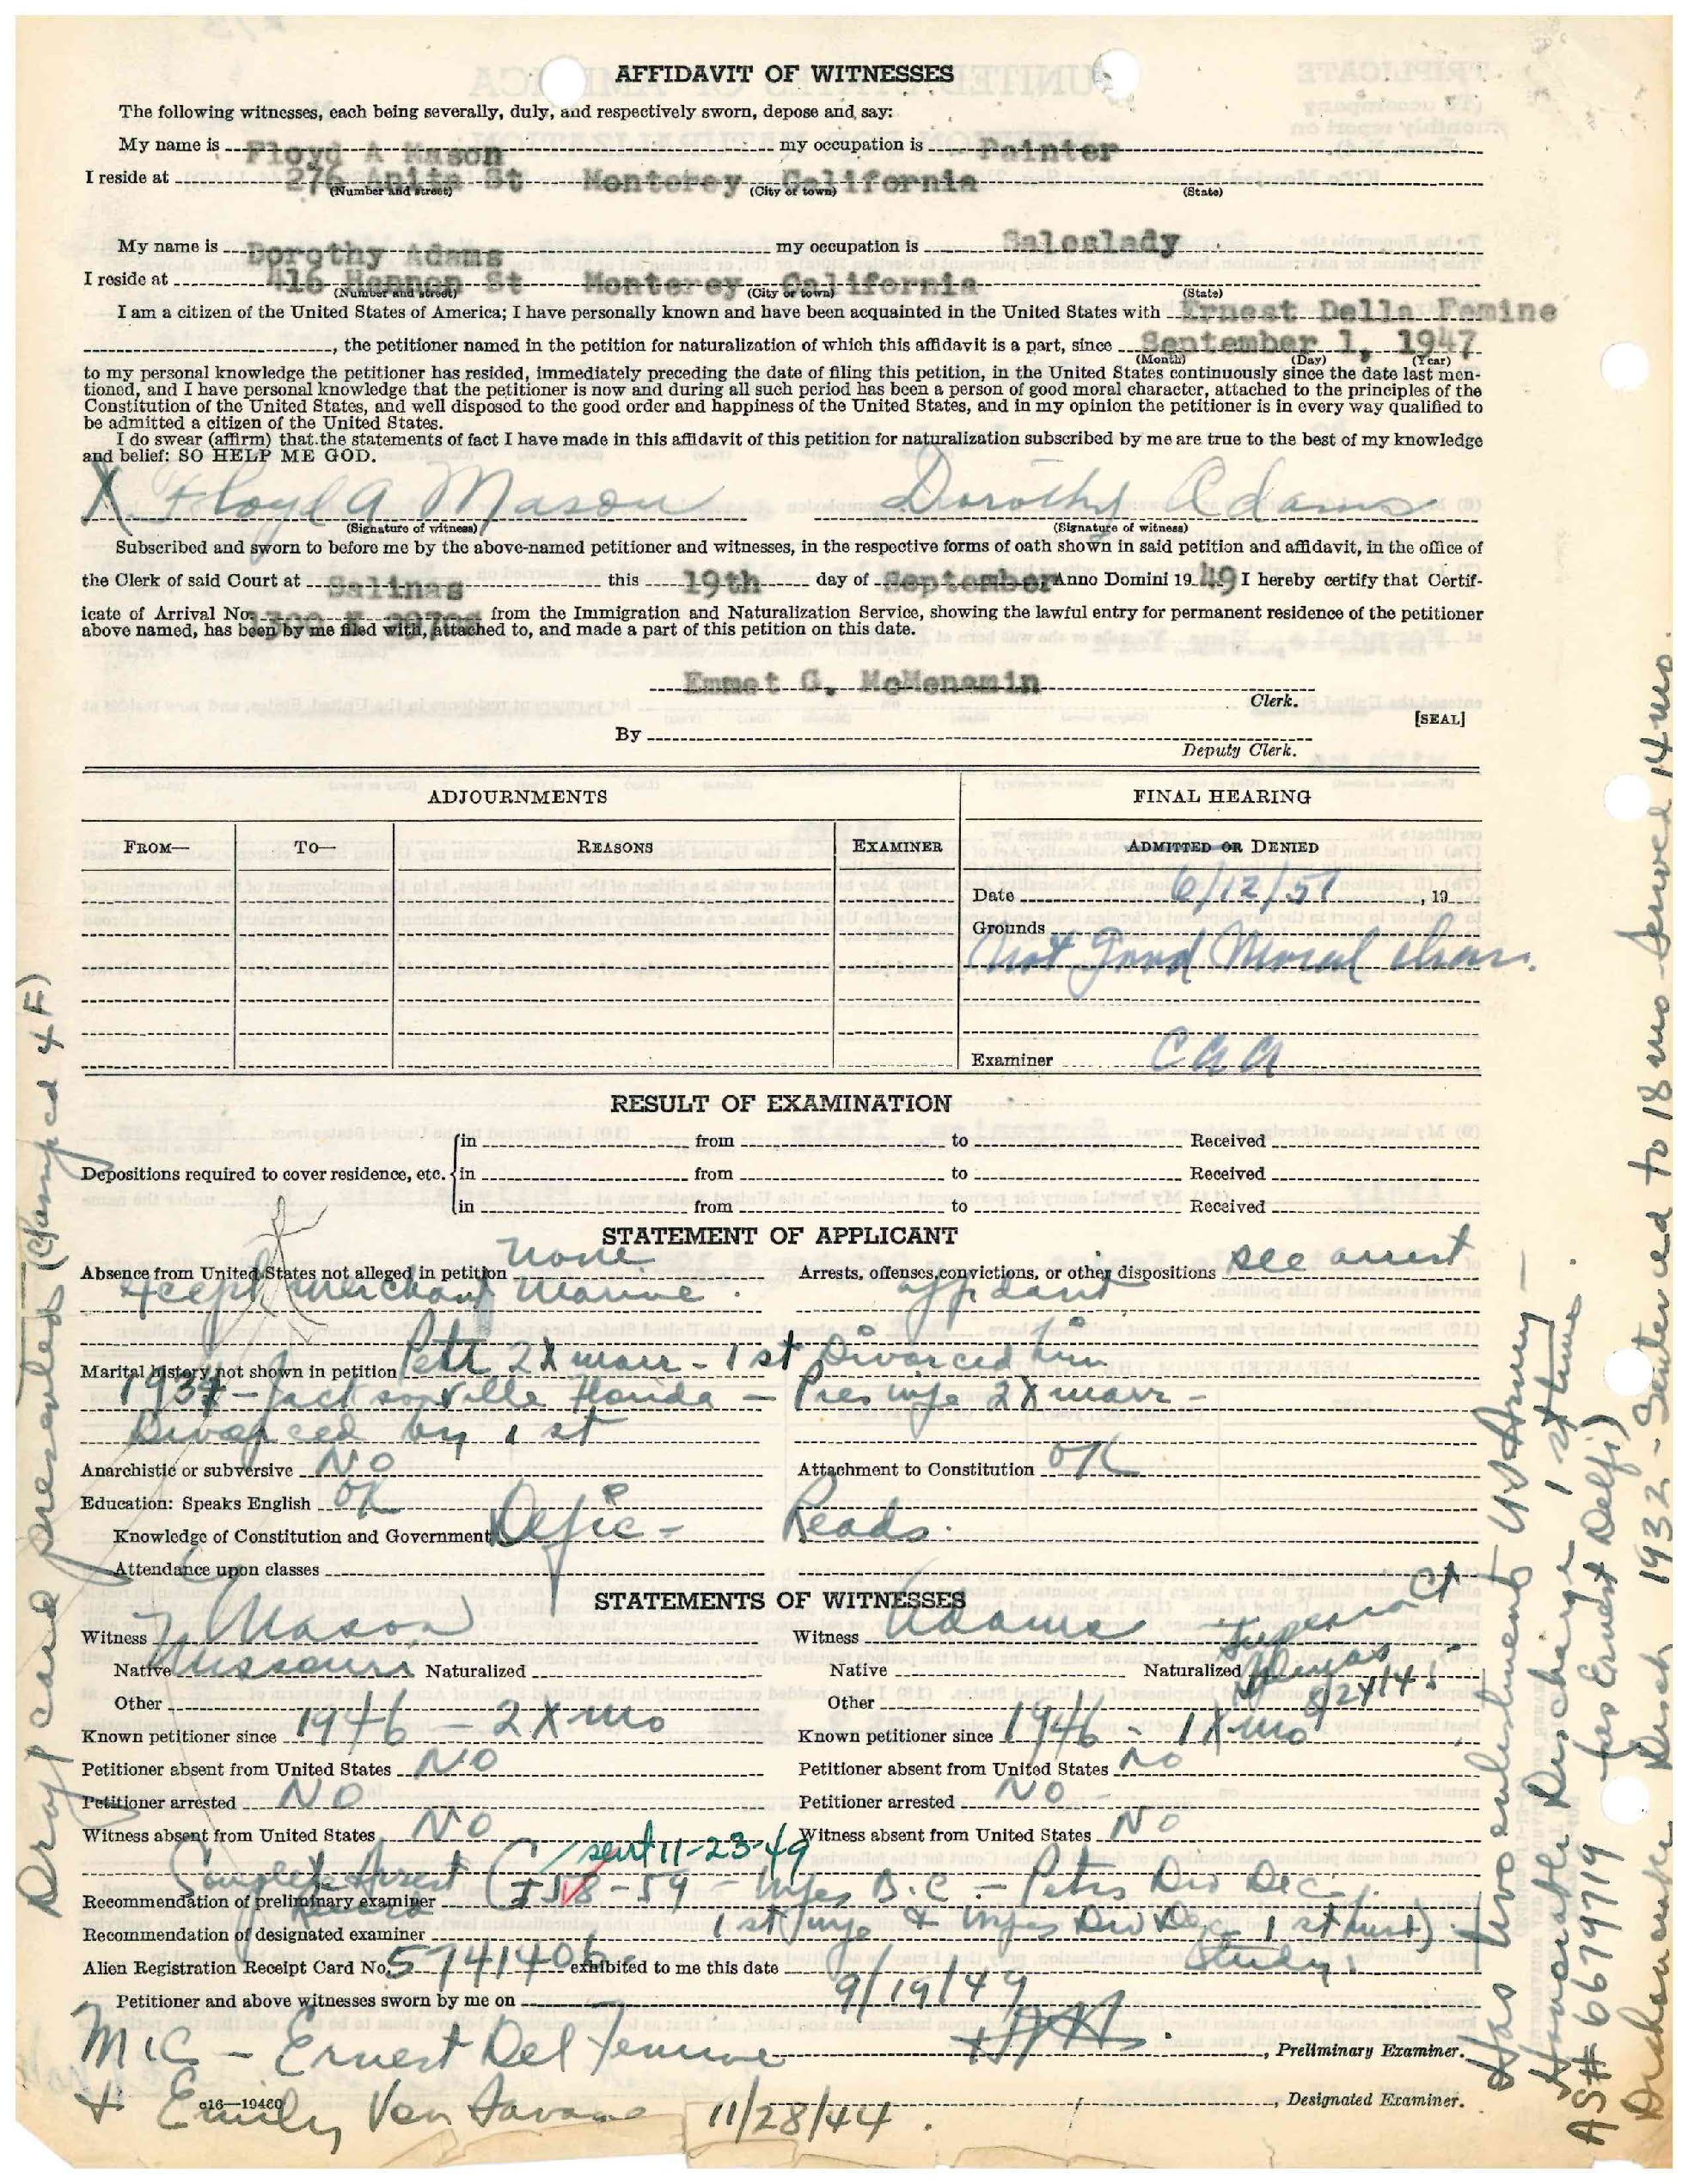 AFFIDAVIT OF WITNESSES
The following witnesses, each being severally, duly, and respectively sworn, depose and say:
My name is Floyd A Mason my occupation is Painter
I reside at 276 Anita St Monterey California
(Number and street) (City or town) (State)
My name is Dorothy Adams my occupation is Saleslady
I reside at 416 Hannon St Monterey California
(Number and street) (City or town) (State)
I am a citizen of the United States of America; I have personally known and have been acquainted in the United States with Ernest Della Femine
, the petitioner named in the petition for naturalization of which this affidavit is a part, since September 1, 1947
(Month) (Day) (Year)
to my personal knowledge the petitioner has resided, immediately preceding the date of filing this petition, in the United States continuously since the date last men-
tioned, and I have personal knowledge that the petitioner is now and during all such period has been a person of good moral character, attached to the principles of the
Constitution of the United States, and well disposed to the good order and happiness of the United States, and in my opinion the petitioner is in every way qualified to
be admitted a citizen of the United States.
I do swear (affirm) that the statements of fact I have made in this affidavit of this petition for naturalization subscribed by me are true to the best of my knowledge
and belief: SO HELP ME GOD.
X Floyd A Mason Dorothy Adams
(Signature of witness) (Signature of witness)
Subscribed and sworn to before me by the above-named petitioner and witnesses, in the respective forms of oath shown in said petition and affidavit, in the office of
the Clerk of said Court at Salinas this 19th day of September Anno Domini 19 49 I hereby certify that Certif-
icate of Arrival No. from the Immigration and Naturalization Service, showing the lawful entry for permanent residence of the petitioner
above named, has been by me filed with, attached to, and made a part of this petition on this date.
Emmet G. McMenamin
Clerk.
[SEAL]
By
Deputy Clerk.
ADJOURNMENTS FINAL HEARING
FROM— TO— REASONS EXAMINER ADMITTED OR DENIED
Date 6/12/51, 19
Grounds
Not Good Moral Char.
Examiner CAA
RESULT OF EXAMINATION
in from to Received
Depositions required to cover residence, etc. in from to Received
in from to Received
STATEMENT OF APPLICANT
Absence from United States not alleged in petition none Arrests, offenses, convictions, or other dispositions see arrest
Xcept Merchant Marine. affidavit
Marital history not shown in petition Petr 2X marr - 1st Divorced him
1937 - Jacksonville Florida - Pres wife 2X marr -
Divorced by 1st
Anarchistic or subversive NO Attachment to Constitution OK
Education: Speaks English OK
Knowledge of Constitution and Government Defic - Reads.
Attendance upon classes
STATEMENTS OF WITNESSES
Witness Mason Witness Adams Superior Ct
Native Missouri Naturalized Native Naturalized
Other Other
Known petitioner since 1946 - 2X mo Known petitioner since 1946 - 1X mo
Petitioner absent from United States NO Petitioner absent from United States NO
Petitioner arrested NO Petitioner arrested NO -
Witness absent from United States NO Witness absent from United States NO
sent 11-23-49
Complete Arrest
Recommendation of preliminary examiner Record - Wifes B.C. - Petrs Div Dec.
Recommendation of designated examiner 1st wife & Wifes Div Dec 1st husb)
Study.
Alien Registration Receipt Card No. 5741406 exhibited to me this date
Petitioner and above witnesses sworn by me on 9/19/49
M/C - Ernest Del Femine
, Preliminary Examiner.
& Emily Van
11/28/44.
16—19460
, Designated Examiner.
Draft card presented (Stamped 4F)
Has two enlistments US Army -
Honorable Discharge 1st time.
AS# 6679719 (as Ernest Delfi)
Dishonorable Disch 1932 - Sentenced to 18 mo - Served 14 mo.
TRIPLICATE
UNITED STATES OF AMERICA